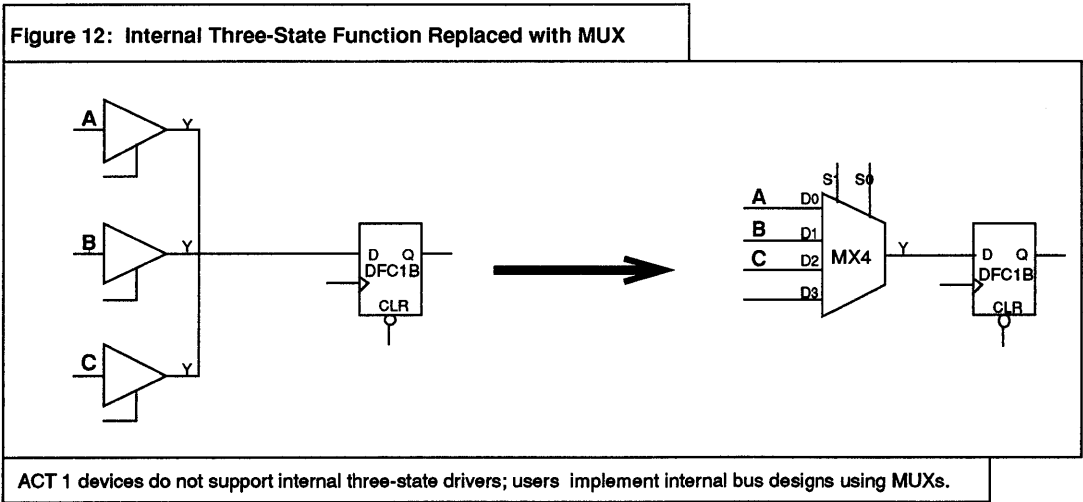 Figure 12: Internal Three-State Function Replaced with MUX
A
Y
B
Y
C
Y
D Q
DFC1B
CLR
S1 S0
A D0
B D1
C D2
D3
MX4
Y
D Q
DFC1B
CLR
ACT 1 devices do not support internal three-state drivers; users implement internal bus designs using MUXs.